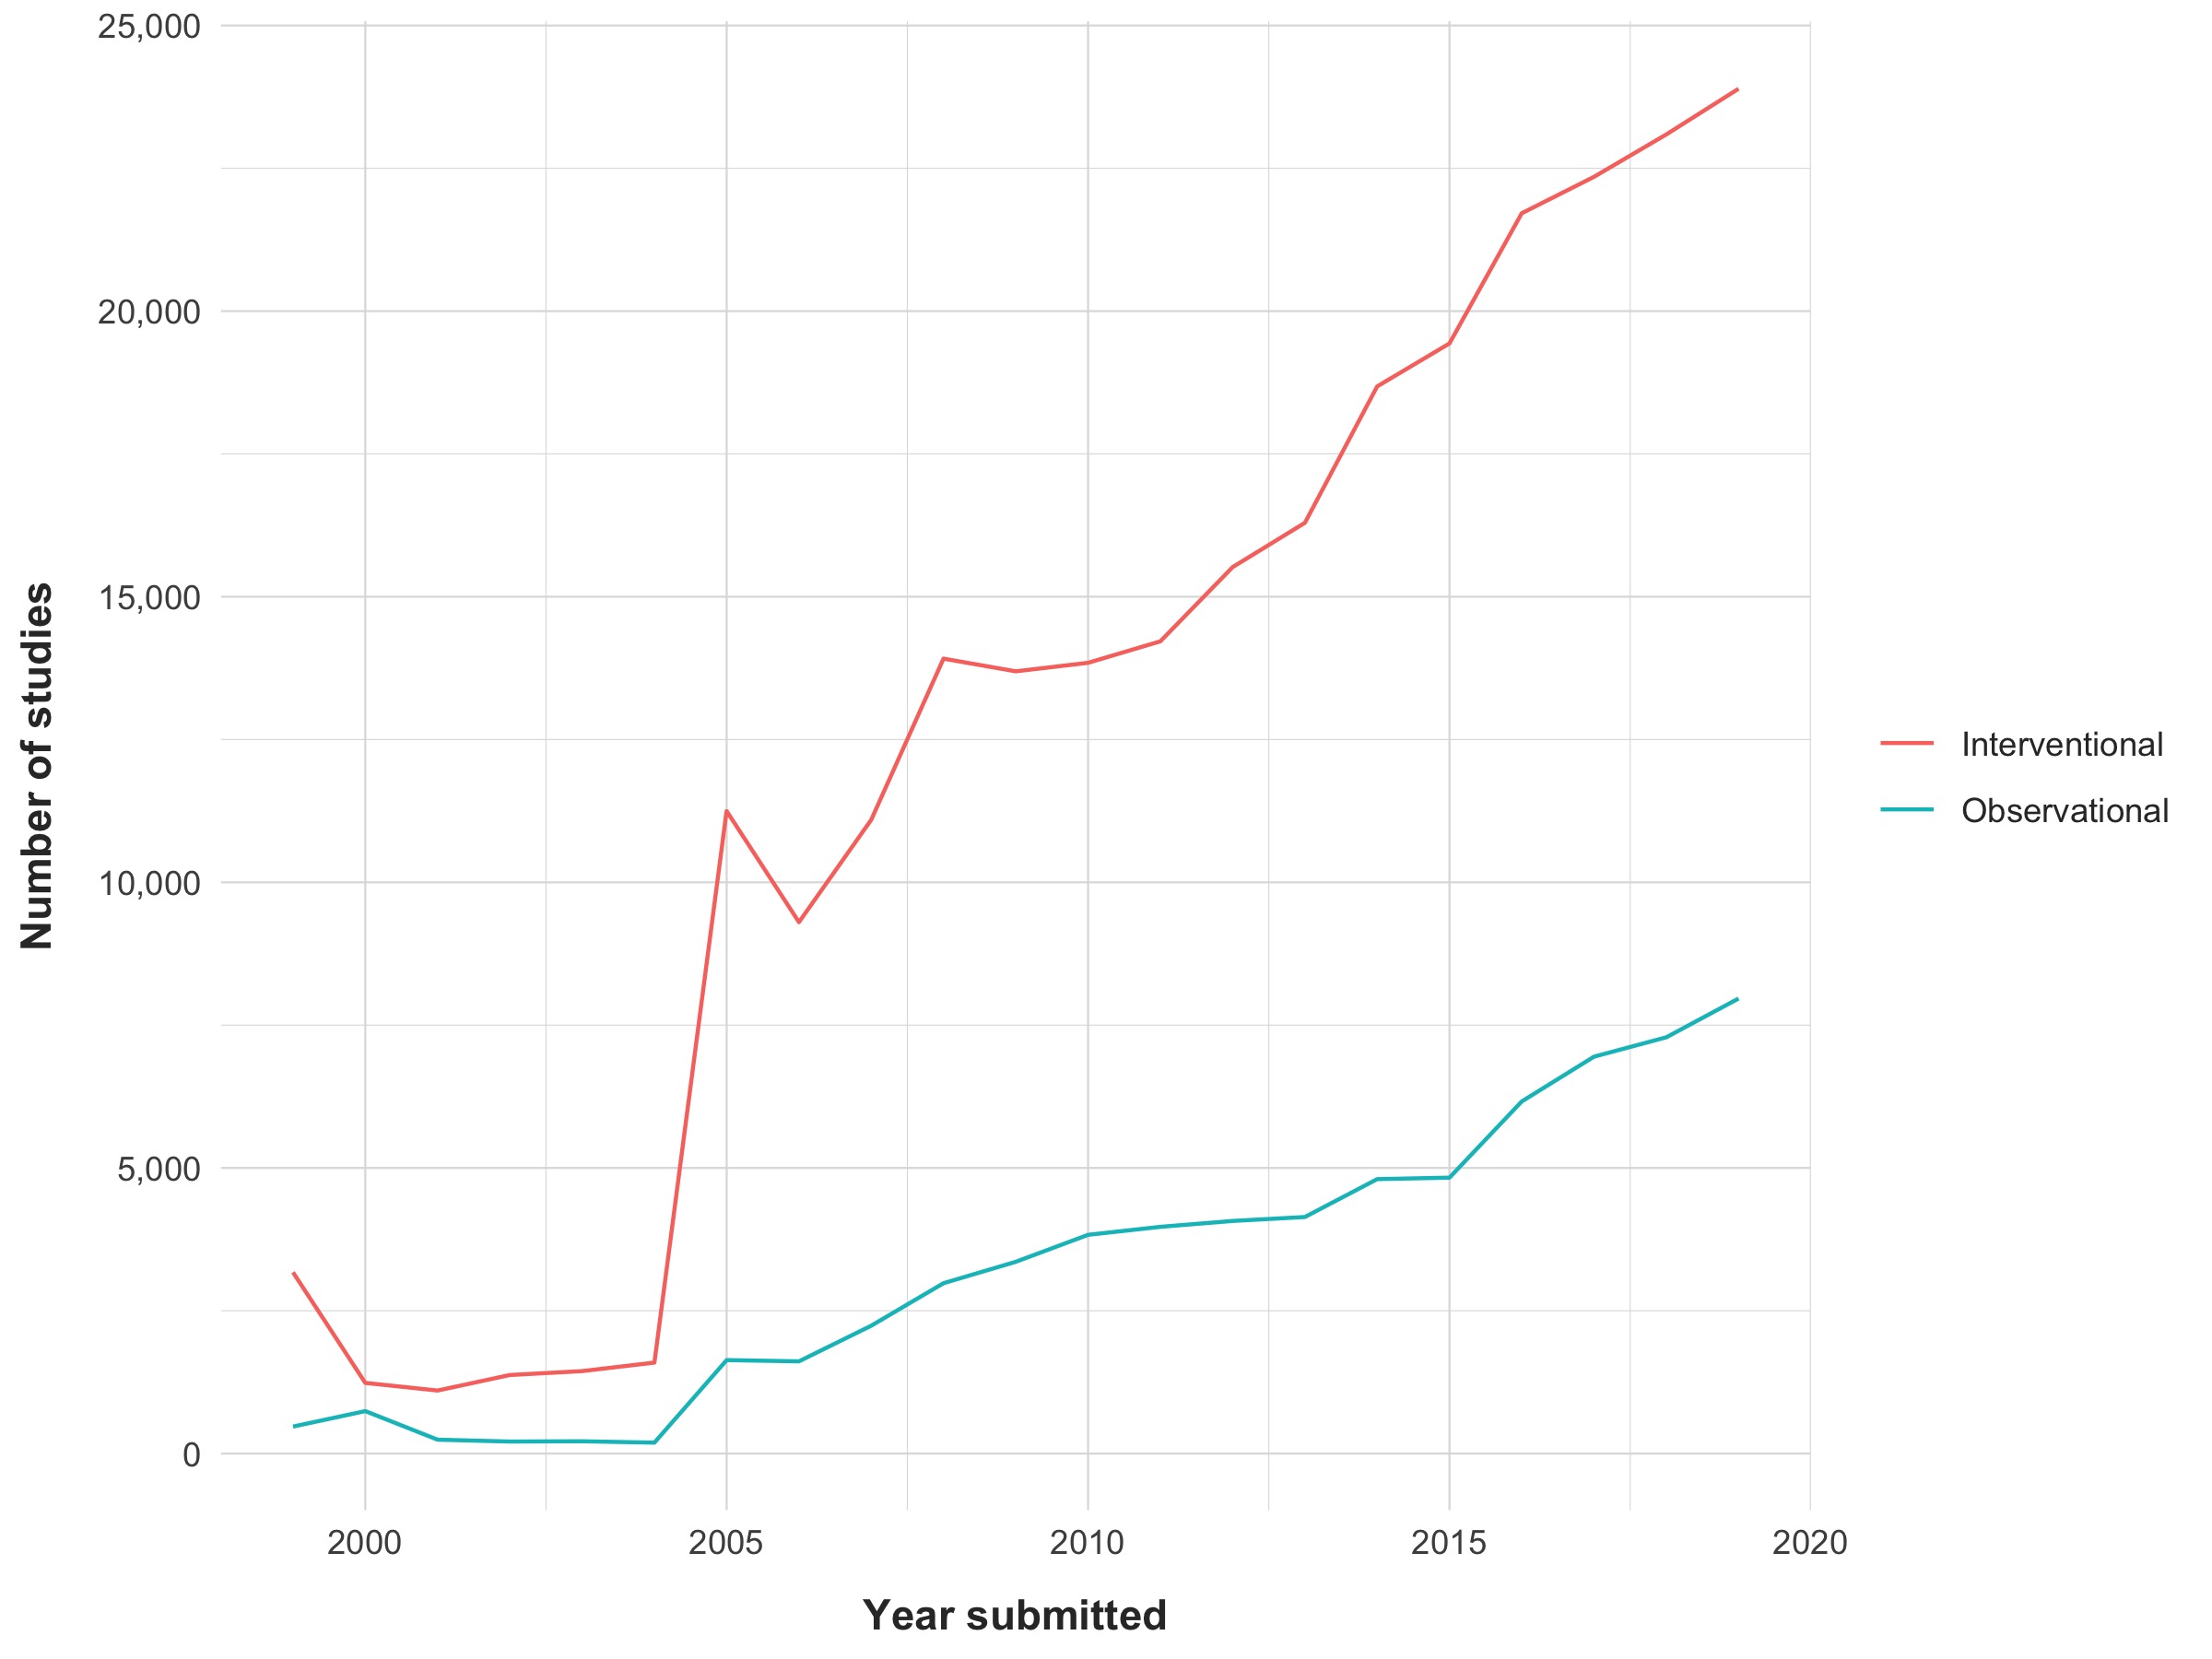 25,000
20,000
15,000
10,000
5,000
0
Number of studies
2000 2005 2010 2015 2020
Year submitted
Interventional
Observational